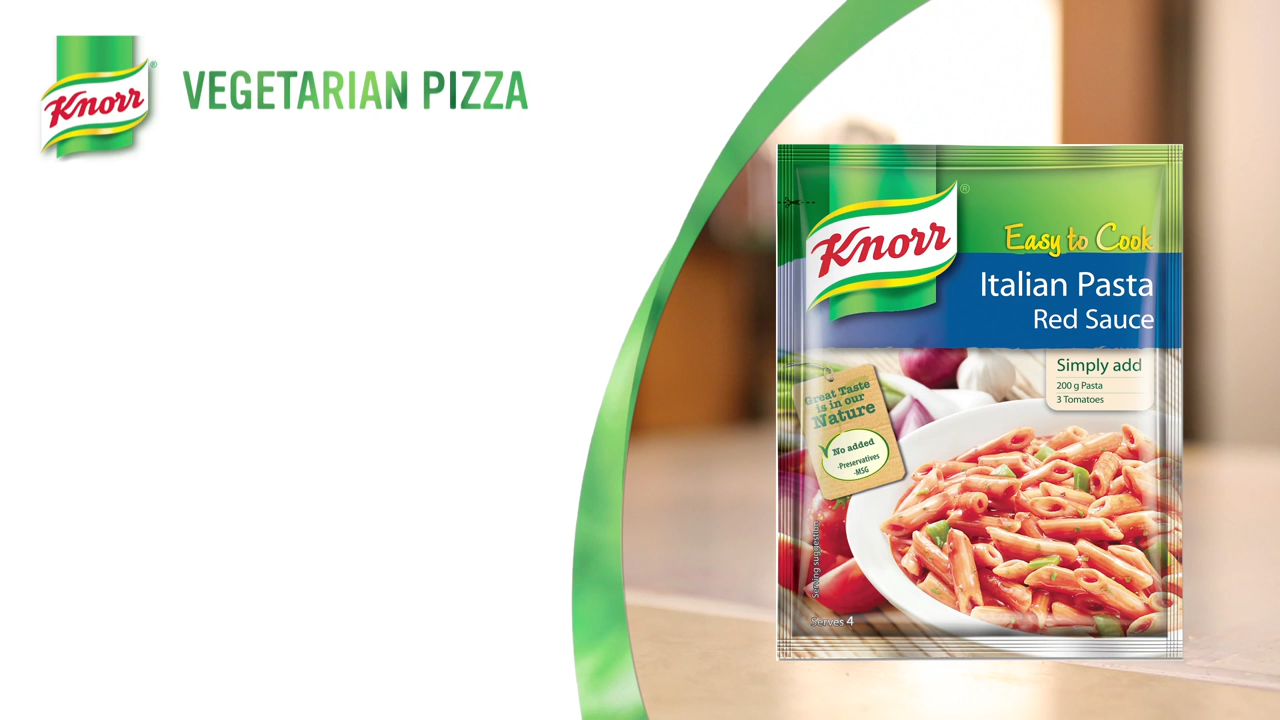 Knorr®
VEGETARIAN PIZZA
Knorr®
Easy to Cook
Italian Pasta
Red Sauce
Simply add
200 g Pasta
3 Tomatoes
Great Taste
is in our
Nature
No added
-Preservatives
-MSG
Serving suggestion
Serves 4